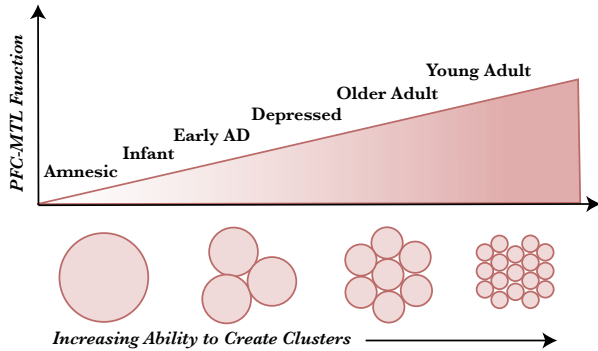 PFC-MTL Function
Young Adult
Older Adult
Depressed
Early AD
Infant
Amnesic
Increasing Ability to Create Clusters